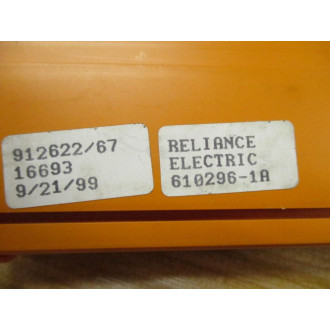 912622/67
16693
9/21/99
RELIANCE
ELECTRIC
610296-1A